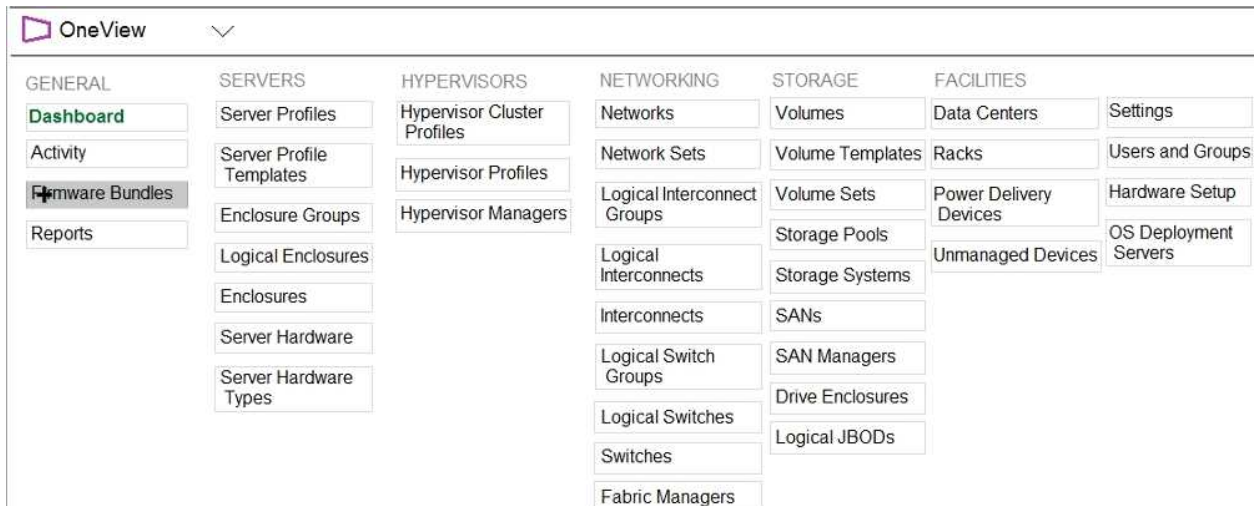 OneView
GENERAL
Dashboard
Activity
Firmware Bundles
Reports
SERVERS
Server Profiles
Server Profile
Templates
Enclosure Groups
Logical Enclosures
Enclosures
Server Hardware
Server Hardware
Types
HYPERVISORS
Hypervisor Cluster
Profiles
Hypervisor Profiles
Hypervisor Managers
NETWORKING
Networks
Network Sets
Logical Interconnect
Groups
Logical
Interconnects
Interconnects
Logical Switch
Groups
Logical Switches
Switches
Fabric Managers
STORAGE
Volumes
Volume Templates
Volume Sets
Storage Pools
Storage Systems
SANs
SAN Managers
Drive Enclosures
Logical JBODs
FACILITIES
Data Centers
Racks
Power Delivery
Devices
Unmanaged Devices
Settings
Users and Groups
Hardware Setup
OS Deployment
Servers